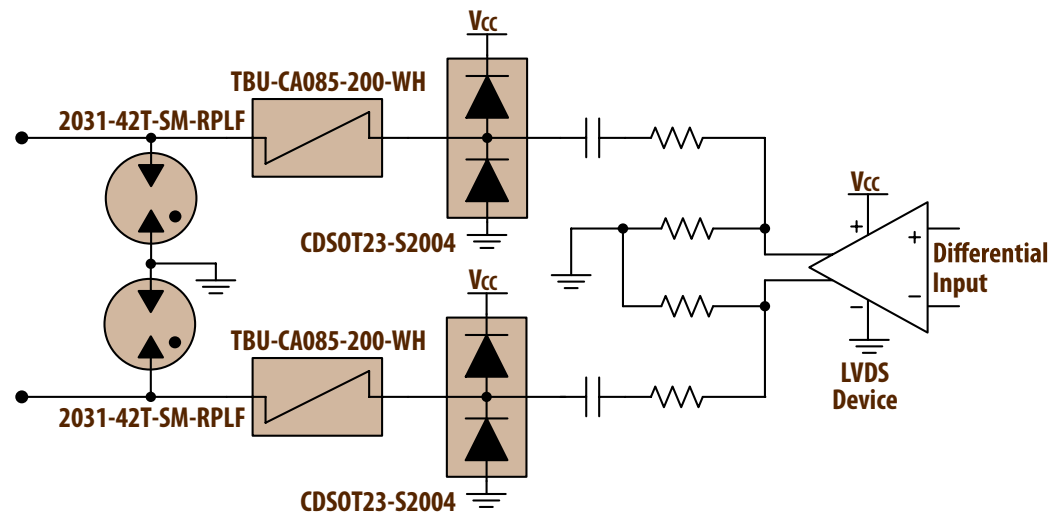 Vcc
TBU-CA085-200-WH
2031-42T-SM-RPLF
CDSOT23-S2004
Vcc
+
+
Differential
Input
−
−
LVDS
Device
Vcc
TBU-CA085-200-WH
2031-42T-SM-RPLF
CDSOT23-S2004